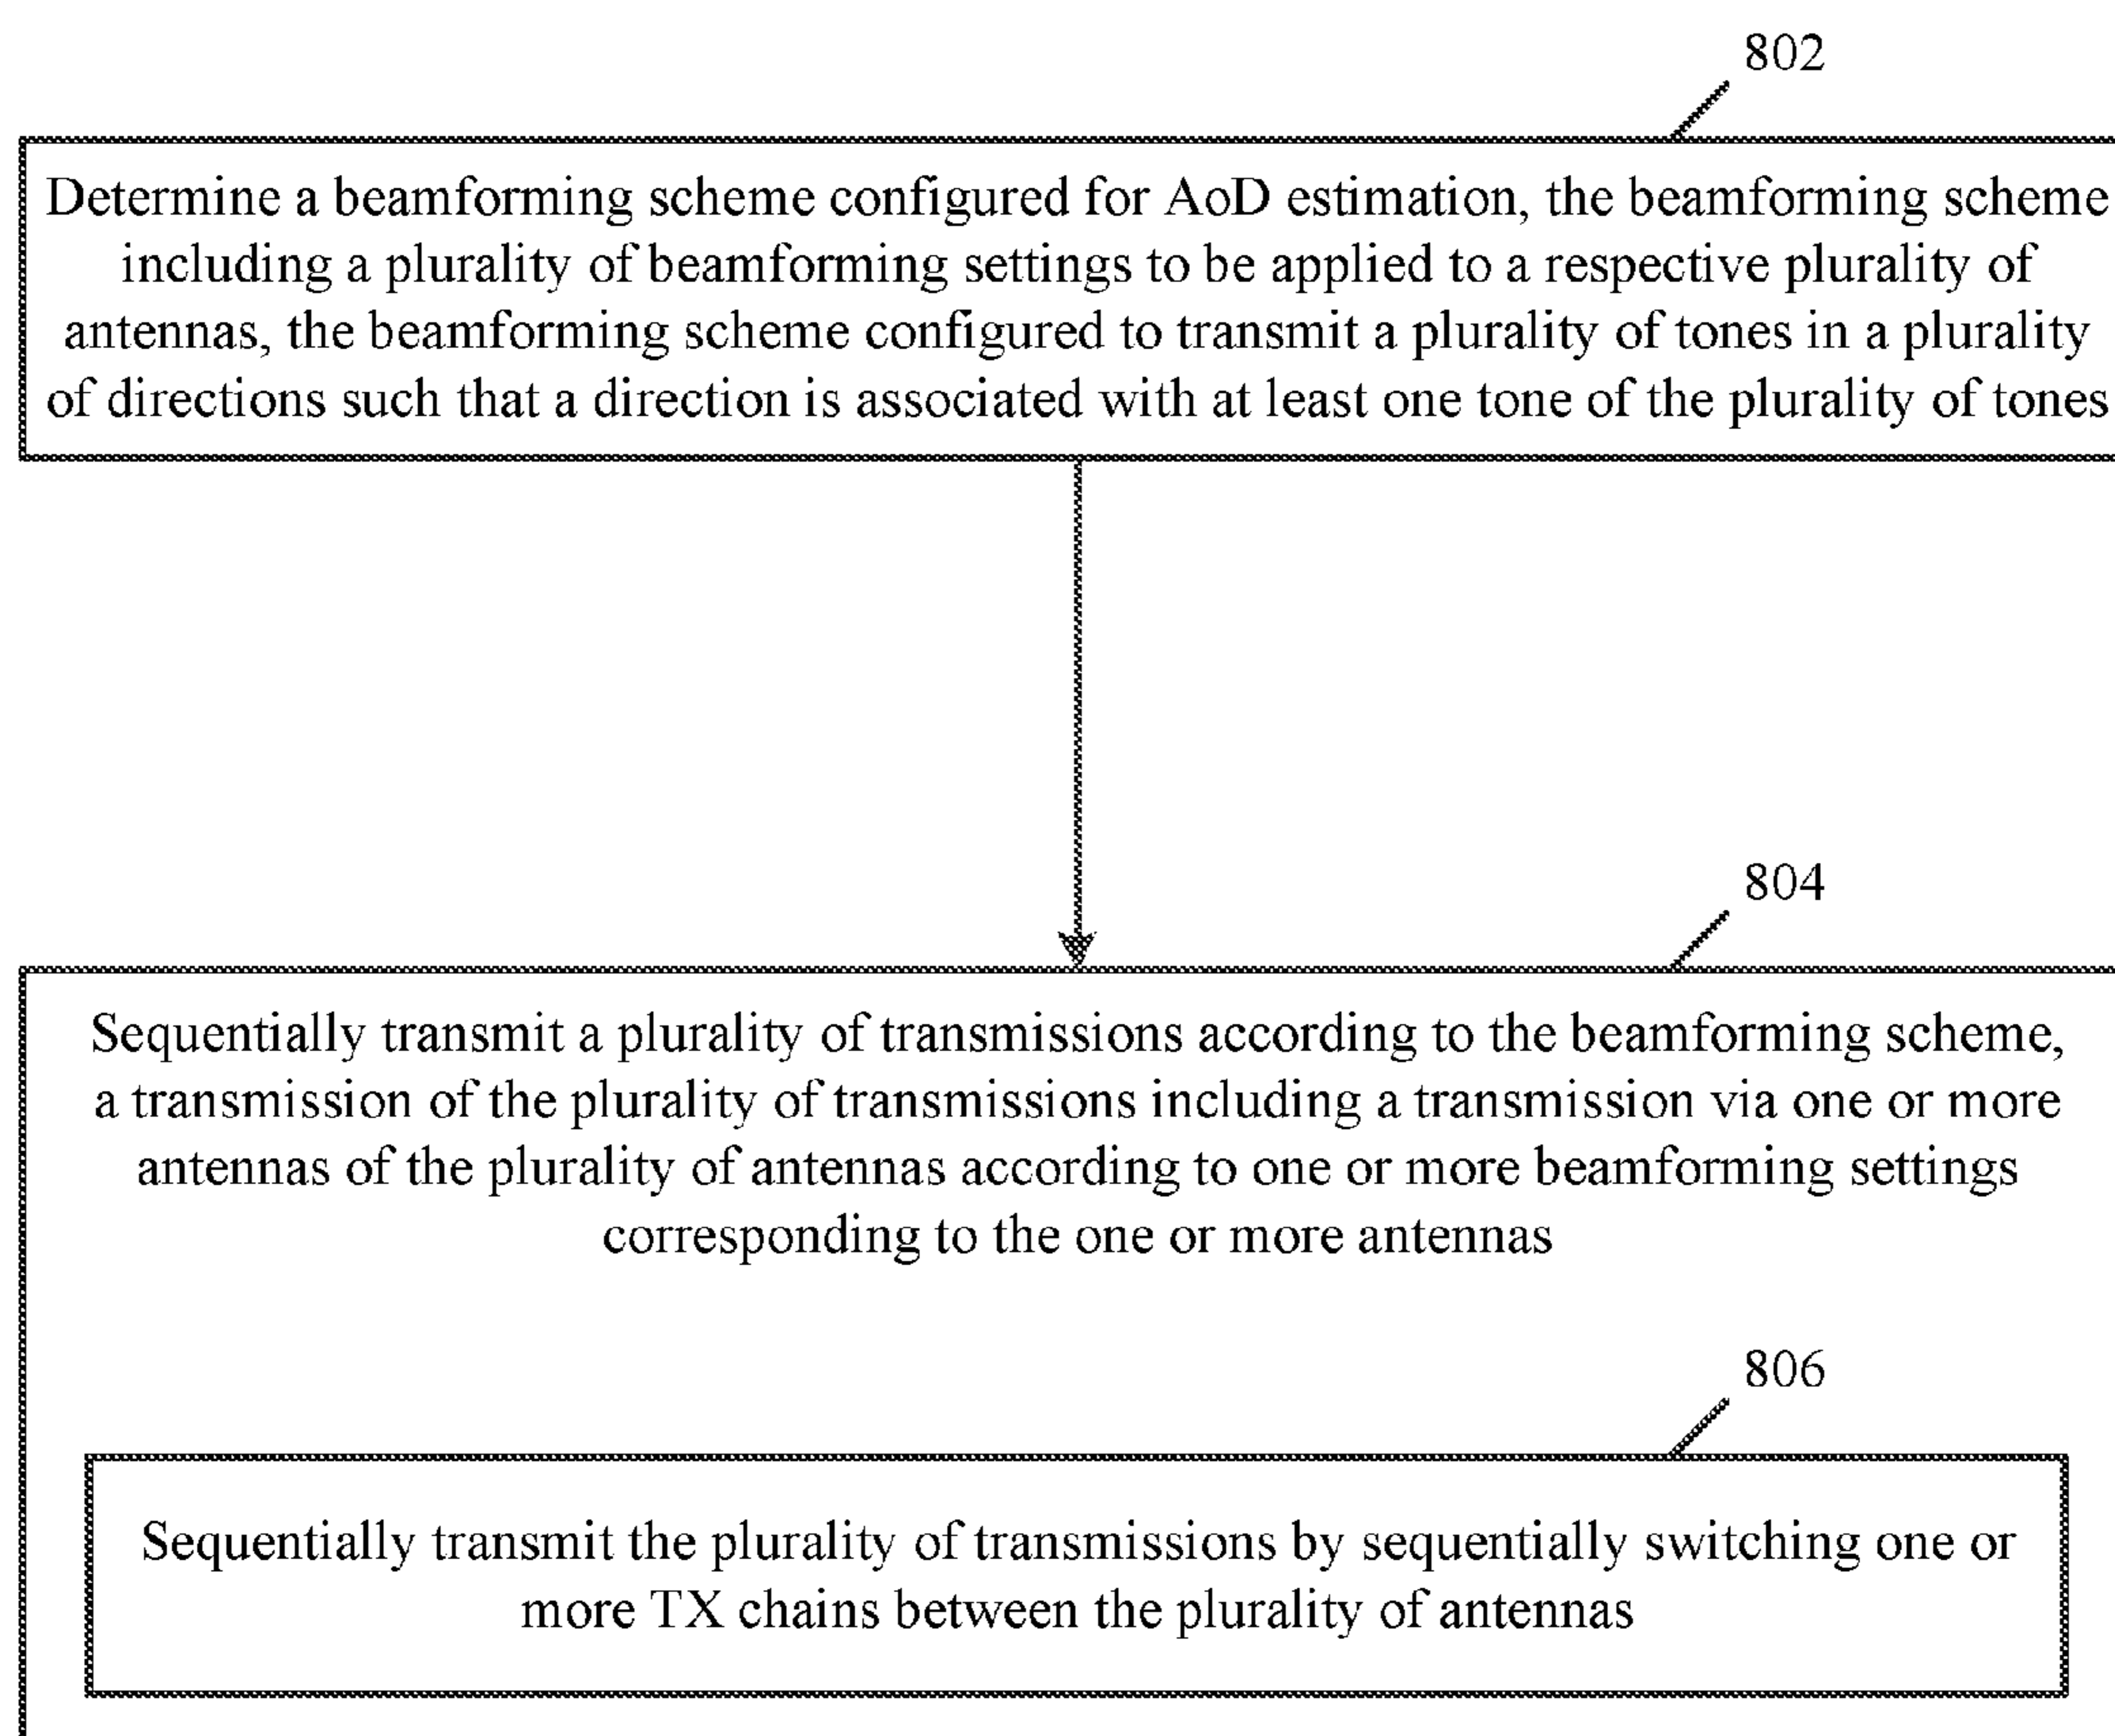 802
Determine a beamforming scheme configured for AoD estimation, the beamforming scheme
including a plurality of beamforming settings to be applied to a respective plurality of
antennas, the beamforming scheme configured to transmit a plurality of tones in a plurality
of directions such that a direction is associated with at least one tone of the plurality of tones
804
Sequentially transmit a plurality of transmissions according to the beamforming scheme,
a transmission of the plurality of transmissions including a transmission via one or more
antennas of the plurality of antennas according to one or more beamforming settings
corresponding to the one or more antennas
806
Sequentially transmit the plurality of transmissions by sequentially switching one or
more TX chains between the plurality of antennas